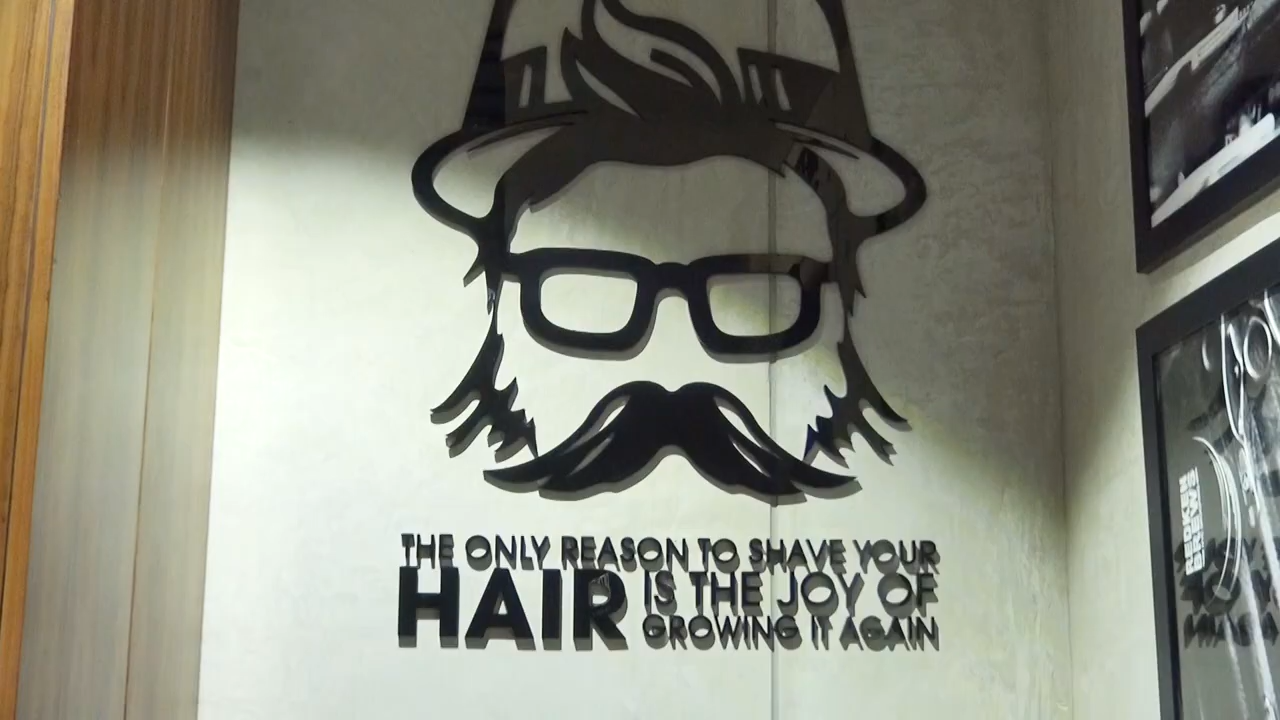 THE ONLY REASON TO SHAVE YOUR
HAIR IS THE JOY OF
GROWING IT AGAIN